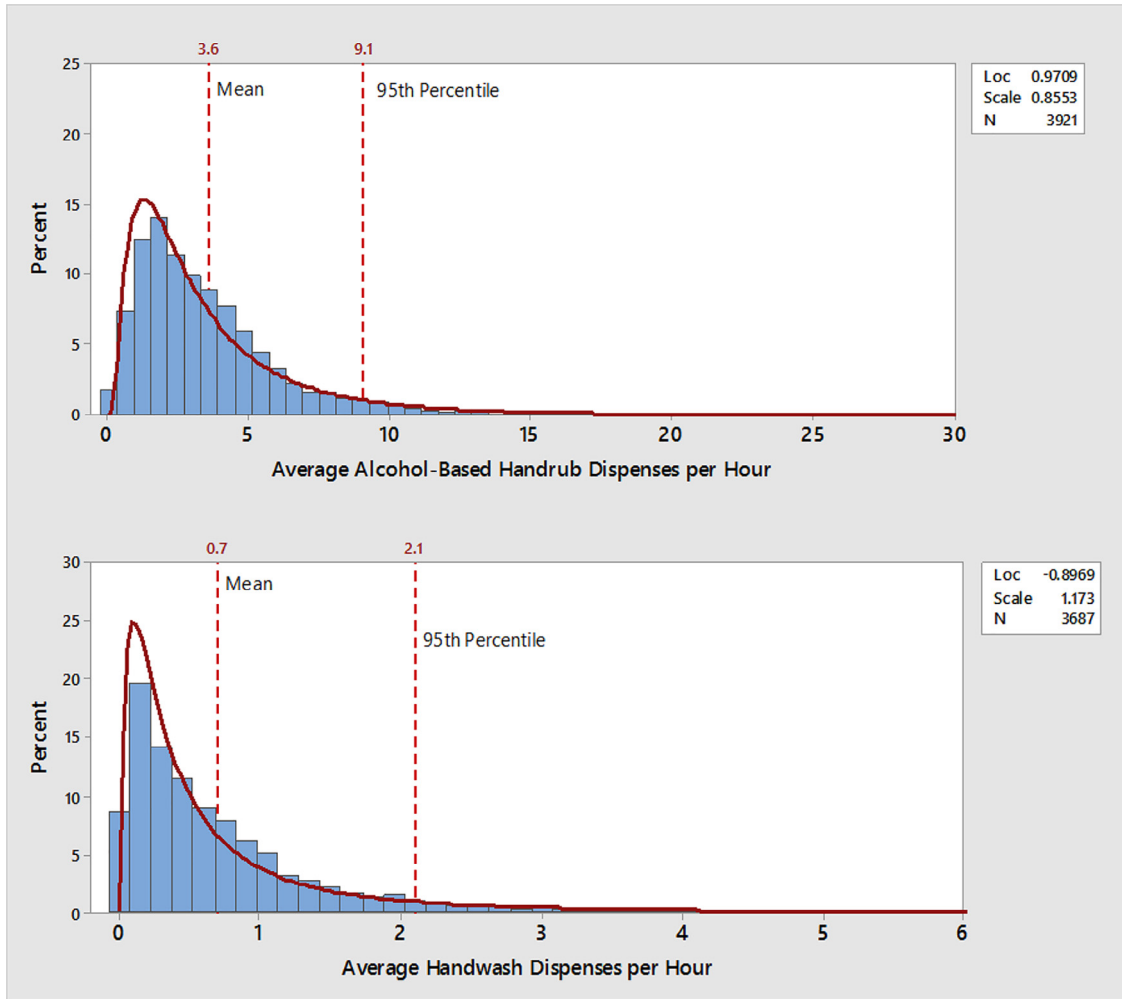 3.6 9.1
25
Mean
95th Percentile
Loc 0.9709
Scale 0.8553
N 3921
20
15
Percent
10
5
0
0 5 10 15 20 25 30
Average Alcohol-Based Handrub Dispenses per Hour
0.7 2.1
30
Mean
95th Percentile
Loc -0.8969
Scale 1.173
N 3687
25
20
15
Percent
10
5
0
0 1 2 3 4 5 6
Average Handwash Dispenses per Hour